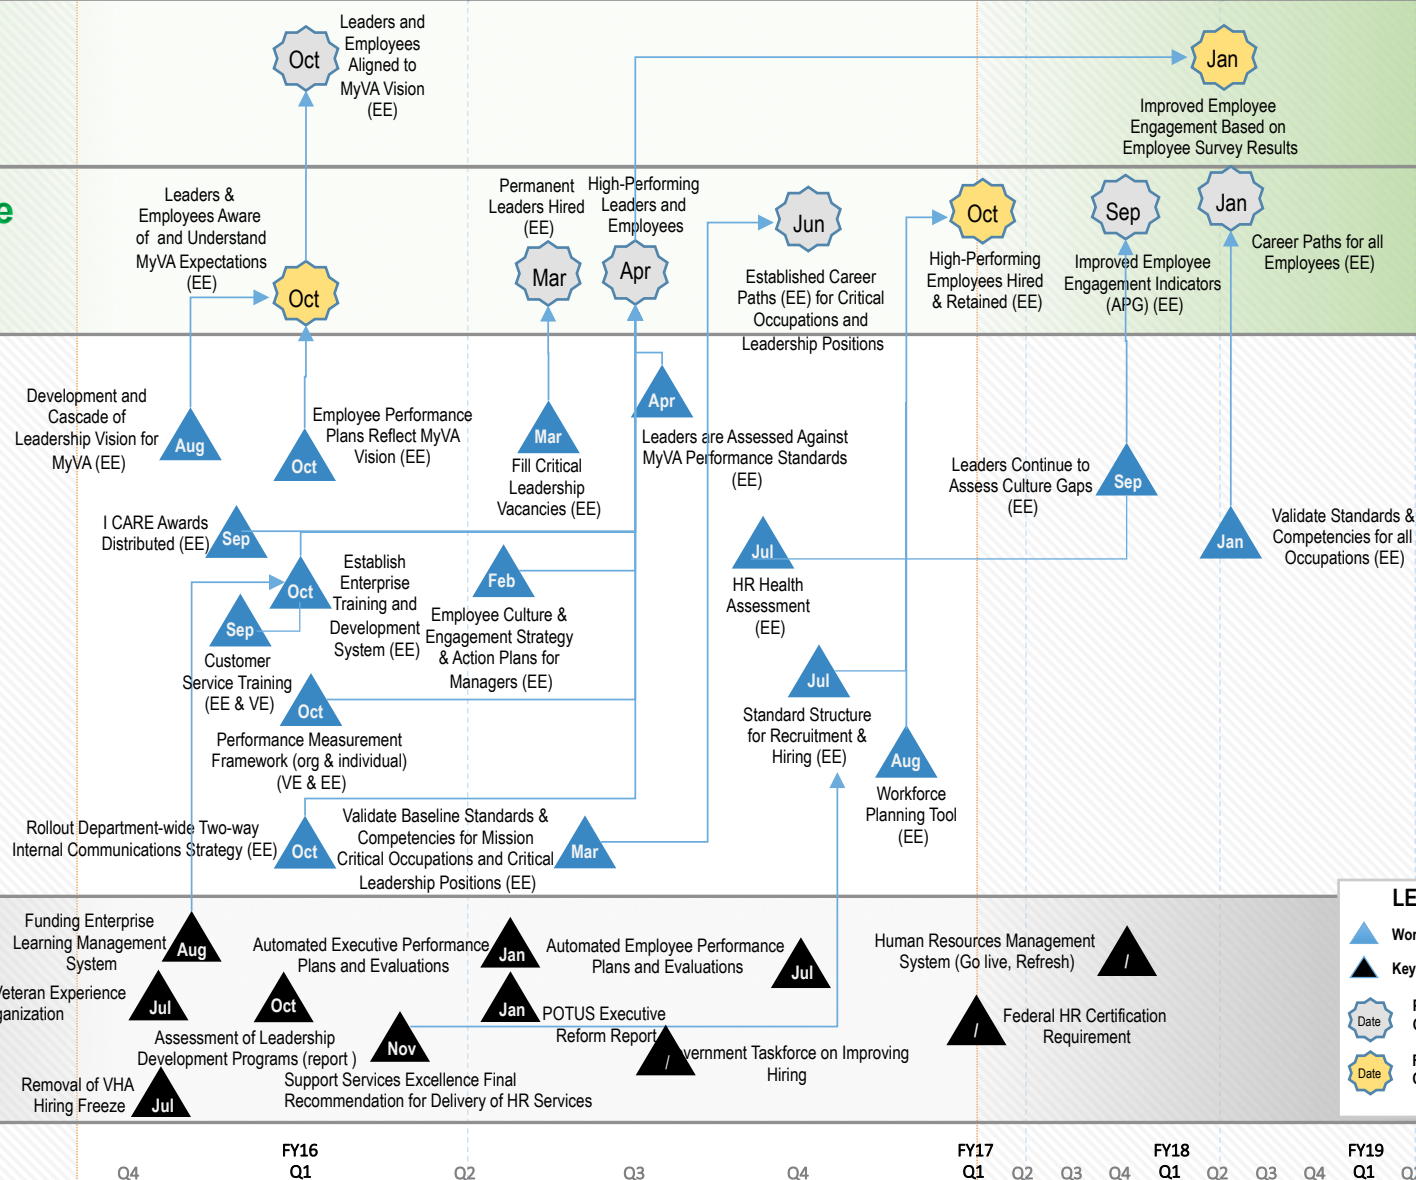 Oct
Leaders and
Employees
Aligned to
MyVA Vision
(EE)
Jan
Improved Employee
Engagement Based on
Employee Survey Results
e
Leaders &
Employees Aware
of and Understand
MyVA Expectations
(EE)
Oct
Permanent
Leaders Hired
(EE)
Mar
High-Performing
Leaders and
Employees
Apr
Jun
Established Career
Paths (EE) for Critical
Occupations and
Leadership Positions
Oct
High-Performing
Employees Hired
& Retained (EE)
Sep
Improved Employee
Engagement Indicators
(APG) (EE)
Jan
Career Paths for all
Employees (EE)
Development and
Cascade of
Leadership Vision for
MyVA (EE)
Aug
Employee Performance
Plans Reflect MyVA
Vision (EE)
Oct
Mar
Fill Critical
Leadership
Vacancies (EE)
Apr
Leaders are Assessed Against
MyVA Performance Standards
(EE)
Leaders Continue to
Assess Culture Gaps
(EE)
Sep
I CARE Awards
Distributed (EE)
Sep
Oct
Establish
Enterprise
Training and
Development
System (EE)
Feb
Employee Culture &
Engagement Strategy
& Action Plans for
Managers (EE)
Jul
HR Health
Assessment
(EE)
Jan
Validate Standards &
Competencies for all
Occupations (EE)
Sep
Customer
Service Training
(EE & VE)
Oct
Performance Measurement
Framework (org & individual)
(VE & EE)
Jul
Standard Structure
for Recruitment &
Hiring (EE)
Aug
Workforce
Planning Tool
(EE)
Rollout Department-wide Two-way
Internal Communications Strategy (EE)
Oct
Validate Baseline Standards &
Competencies for Mission
Critical Occupations and Critical
Leadership Positions (EE)
Mar
Funding Enterprise
Learning Management
System
Aug
Automated Executive Performance
Plans and Evaluations
Jan
Automated Employee Performance
Plans and Evaluations
Jul
Human Resources Management
System (Go live, Refresh)
/
Veteran Experience
ganization
Jul
Oct
Assessment of Leadership
Development Programs (report )
Jan
POTUS Executive
Reform Report
Nov
Support Services Excellence Final
Recommendation for Delivery of HR Services
/
vernment Taskforce on Improving
Hiring
/
Federal HR Certification
Requirement
Removal of VHA
Hiring Freeze
Jul
LE
Wor
Key
Date
Date
Q4
FY16
Q1
Q2
Q3
Q4
FY17
Q1
Q2
Q3
Q4
FY18
Q1
Q2
Q3
Q4
FY19
Q1